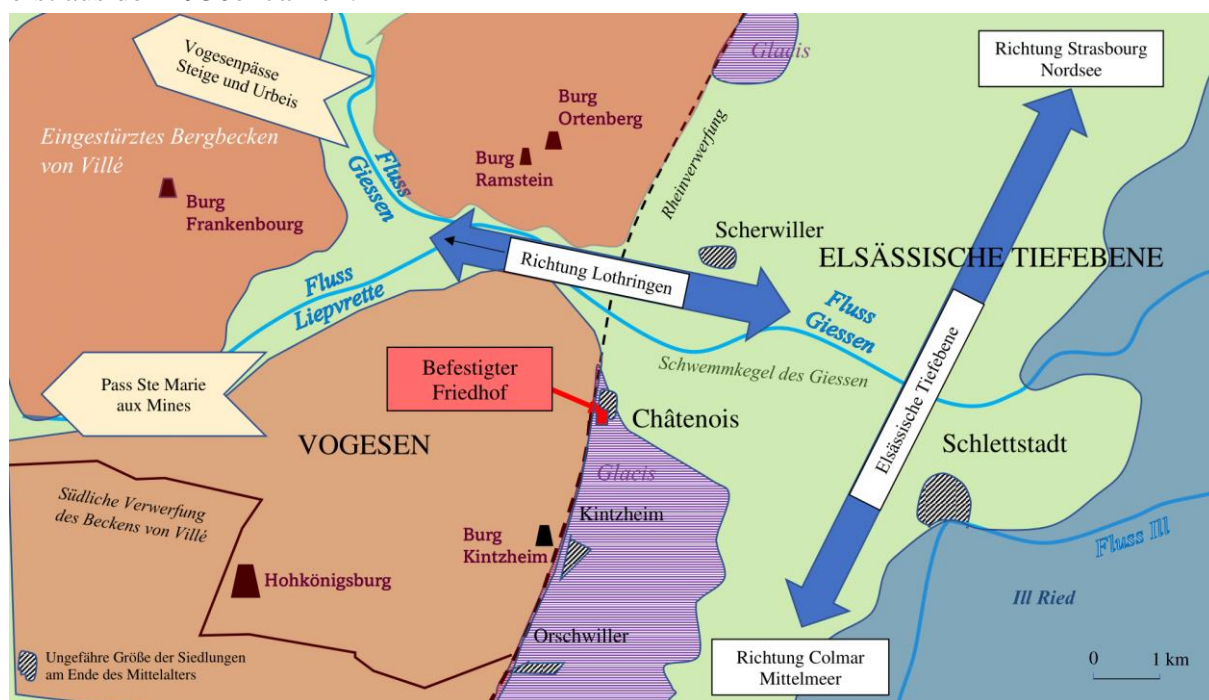 Vogesenpässe
Steige und Urbeis
Glacis
Richtung Strasbourg
Nordsee
Eingestürztes Bergbecken
von Villé
Burg
Ortenberg
Burg
Ramstein
Fluss
Giessen
Rheinverwerfung
Burg
Frankenbourg
Scherwiller
ELSÄSSISCHE TIEFEBENE
Richtung Lothringen
Fluss
Liepvrette
Fluss
Giessen
Schwemmkegel des Giessen
Elsässische Tiefebene
Pass Ste Marie
aux Mines
Befestigter
Friedhof
Châtenois
VOGESEN
Schlettstadt
Glacis
Südliche Verwerfung
des Beckens von Villé
Kintzheim
Burg
Kintzheim
Fluss Ill
Hohkönigsburg
Ill Ried
Orschwiller
Ungefähre Größe der Siedlungen
am Ende des Mittelalters
Richtung Colmar
Mittelmeer
0 1 km